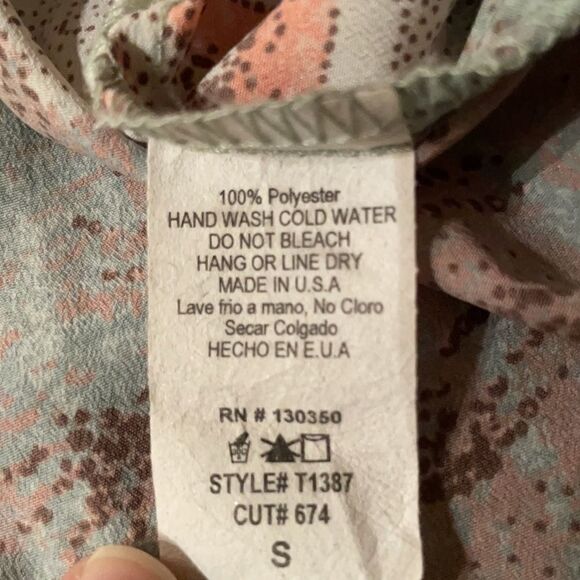 100% Polyester
HAND WASH COLD WATER
DO NOT BLEACH
HANG OR LINE DRY
MADE IN U.S.A
Lave frio a mano, No Cloro
Secar Colgado
HECHO EN E.U.A
RN # 130350
STYLE# T1387
CUT# 674
S